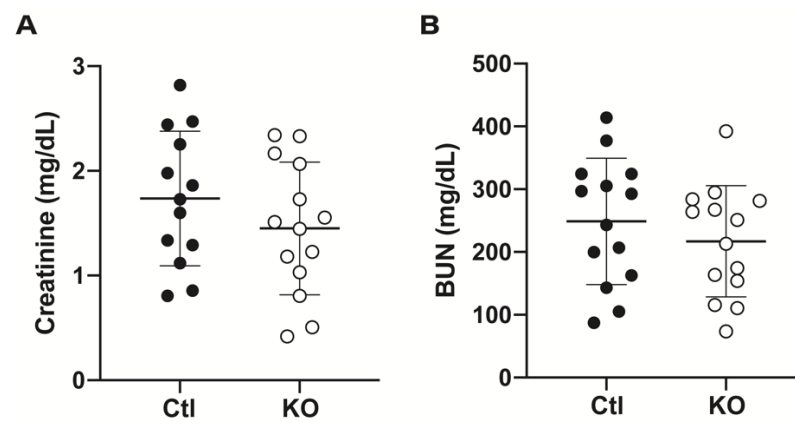 A
Creatinine (mg/dL)
3
2
1
0
Ctl
KO
B
BUN (mg/dL)
500
400
300
200
100
0
Ctl
KO